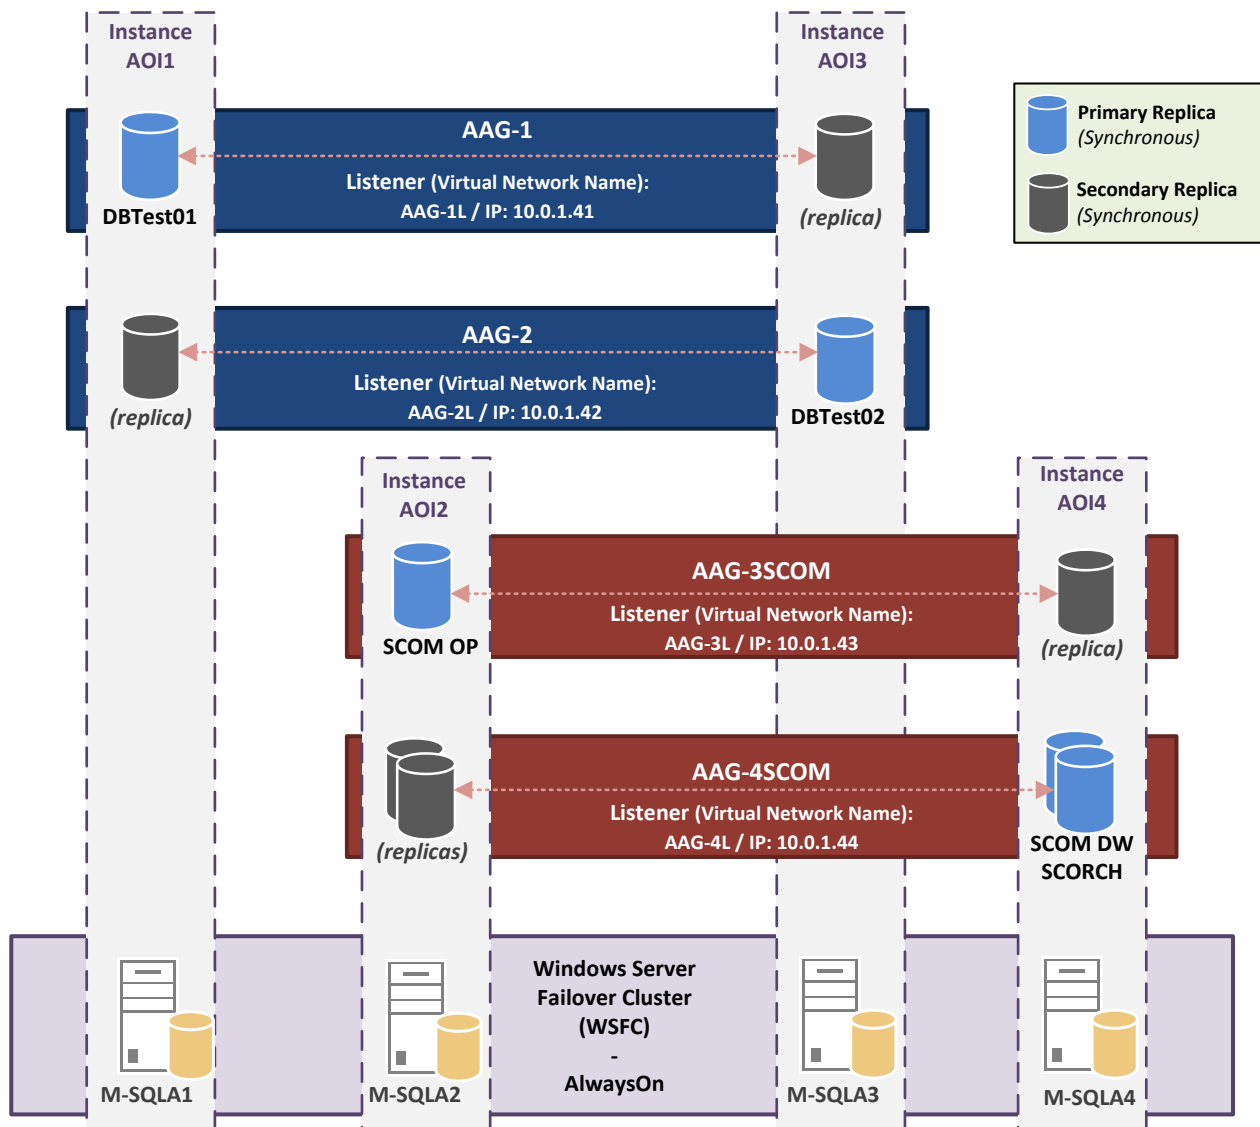 Instance
AOI1
Instance
AOI3
Primary Replica
(Synchronous)
Secondary Replica
(Synchronous)
AAG-1
Listener (Virtual Network Name):
AAG-1L / IP: 10.0.1.41
DBTest01
(replica)
AAG-2
Listener (Virtual Network Name):
AAG-2L / IP: 10.0.1.42
(replica)
DBTest02
Instance
AOI2
Instance
AOI4
AAG-3SCOM
Listener (Virtual Network Name):
AAG-3L / IP: 10.0.1.43
SCOM OP
(replica)
AAG-4SCOM
Listener (Virtual Network Name):
AAG-4L / IP: 10.0.1.44
(replicas)
SCOM DW
SCORCH
Windows Server
Failover Cluster
(WSFC)
-
AlwaysOn
M-SQLA1
M-SQLA2
M-SQLA3
M-SQLA4